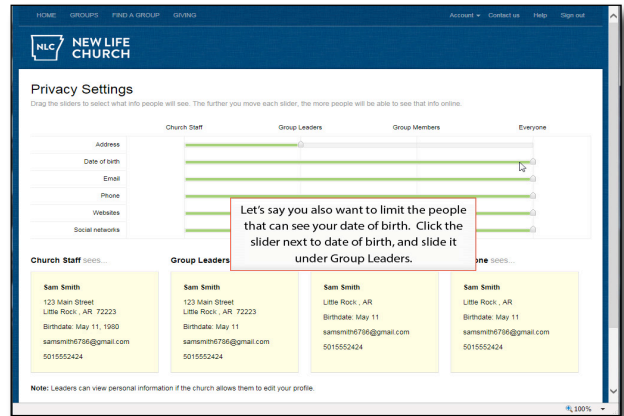 HOME GROUPS FIND A GROUP GIVING Account Contact us Help Sign out
NLC NEW LIFE
CHURCH
Privacy Settings
Drag the sliders to select what info people will see. The further you move each slider, the more people will be able to see that info online.
Church Staff Group Leaders Group Members Everyone
Address
Date of birth
Email
Phone
Websites
Social networks
Let's say you also want to limit the people
that can see your date of birth. Click the
slider next to date of birth, and slide it
under Group Leaders.
Church Staff sees... Group Leaders one sees...
Sam Smith
123 Main Street
Little Rock , AR 72223
Birthdate: May 11, 1980
samsmith6786@gmail.com
5015552424
Sam Smith
123 Main Street
Little Rock , AR 72223
Birthdate: May 11
samsmith6786@gmail.com
5015552424
Sam Smith
Little Rock , AR
Birthdate: May 11
samsmith6786@gmail.com
5015552424
Sam Smith
Little Rock , AR
Birthdate: May 11
samsmith6786@gmail.com
5015552424
Note: Leaders can view personal information if the church allows them to edit your profile.
100%